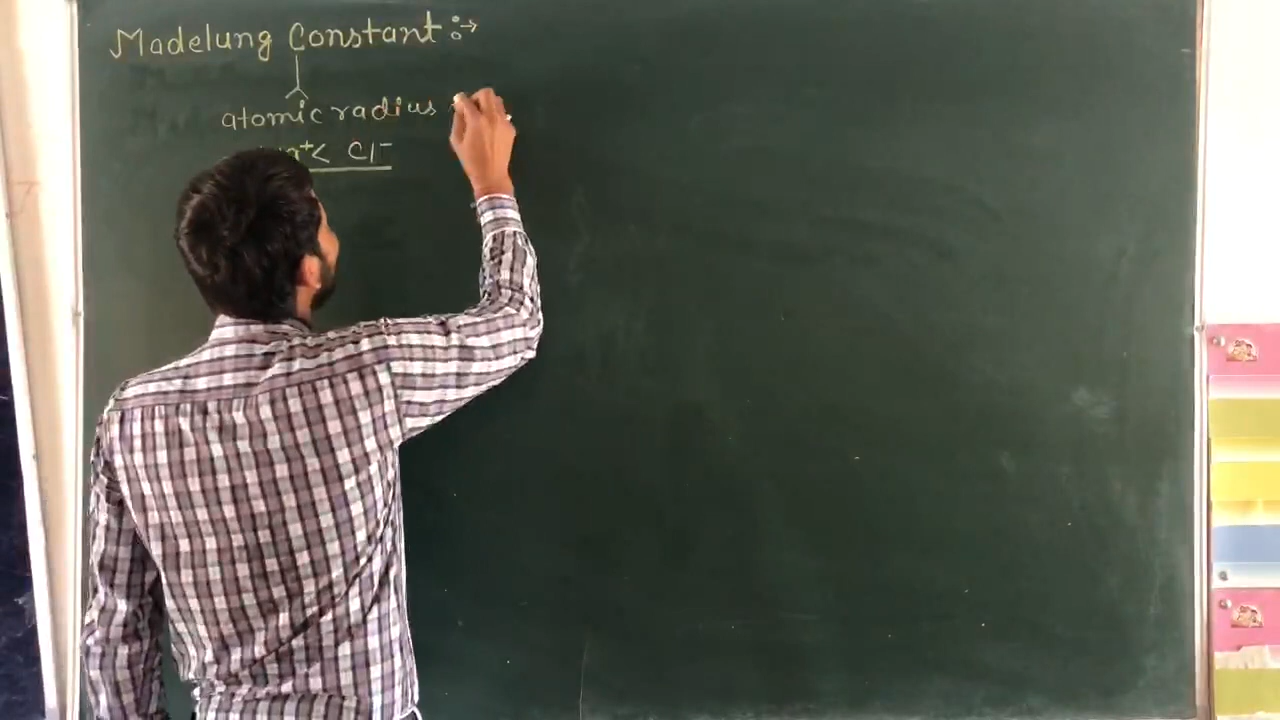 Madelung Constant :→
atomic radius
< Cl⁻